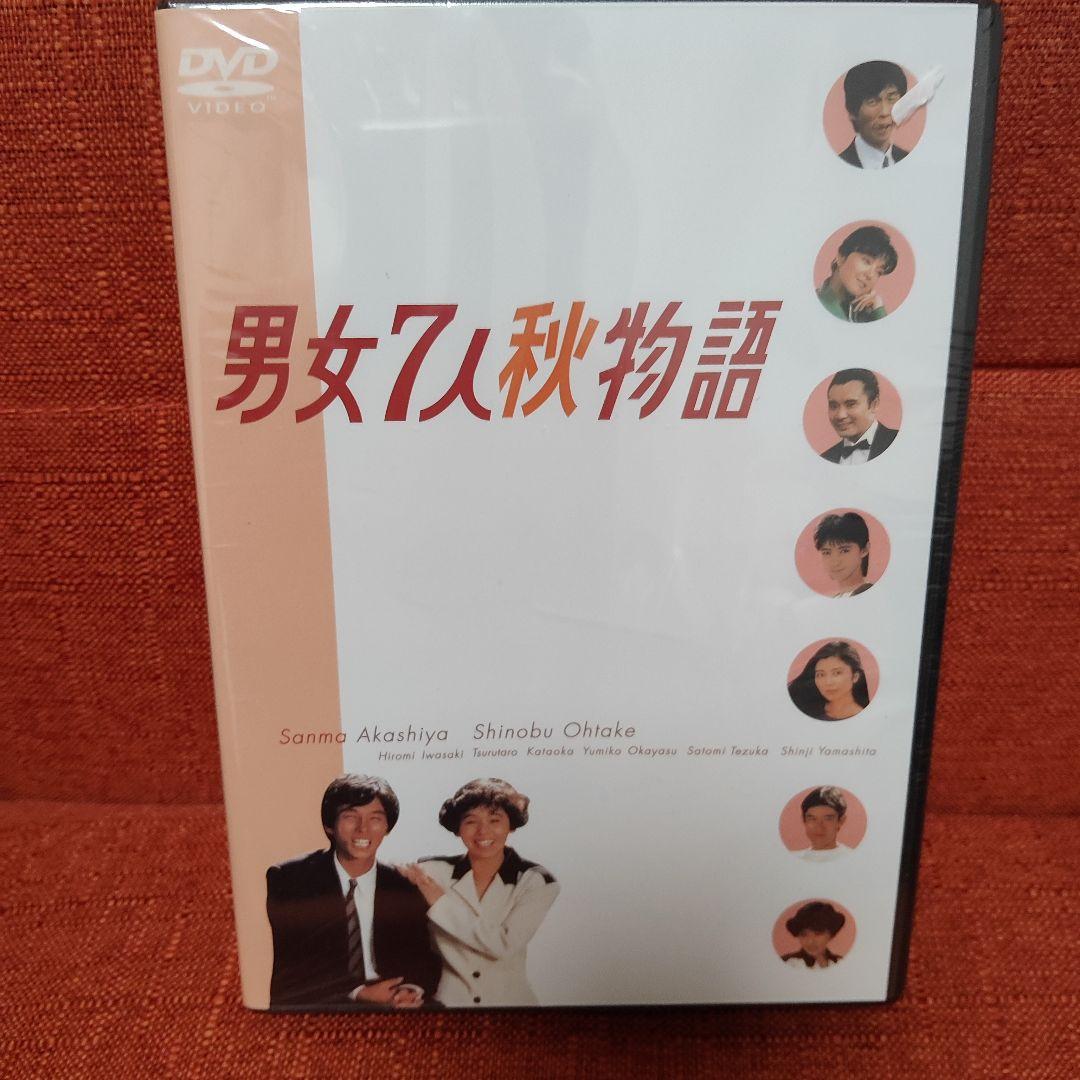 DVD
VIDEO™
男女7人秋物語
Sanma Akashiya Shinobu Ohtake
Hiromi Iwasaki Tsurutaro Kataoka Yumiko Okayasu Satomi Tezuka Shinji Yamashita